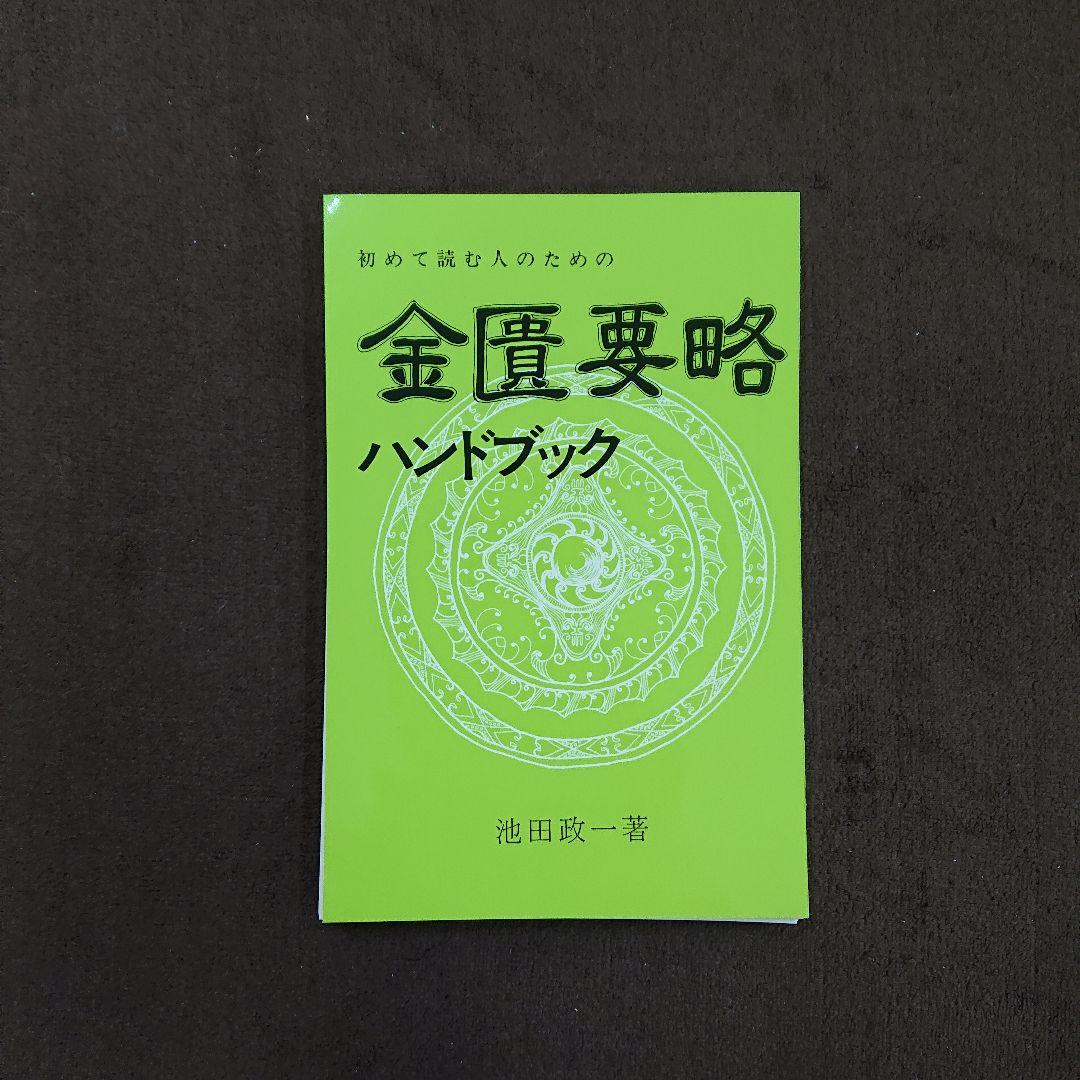 初めて読む人のための
金匱要略
ハンドブック
池田政一著